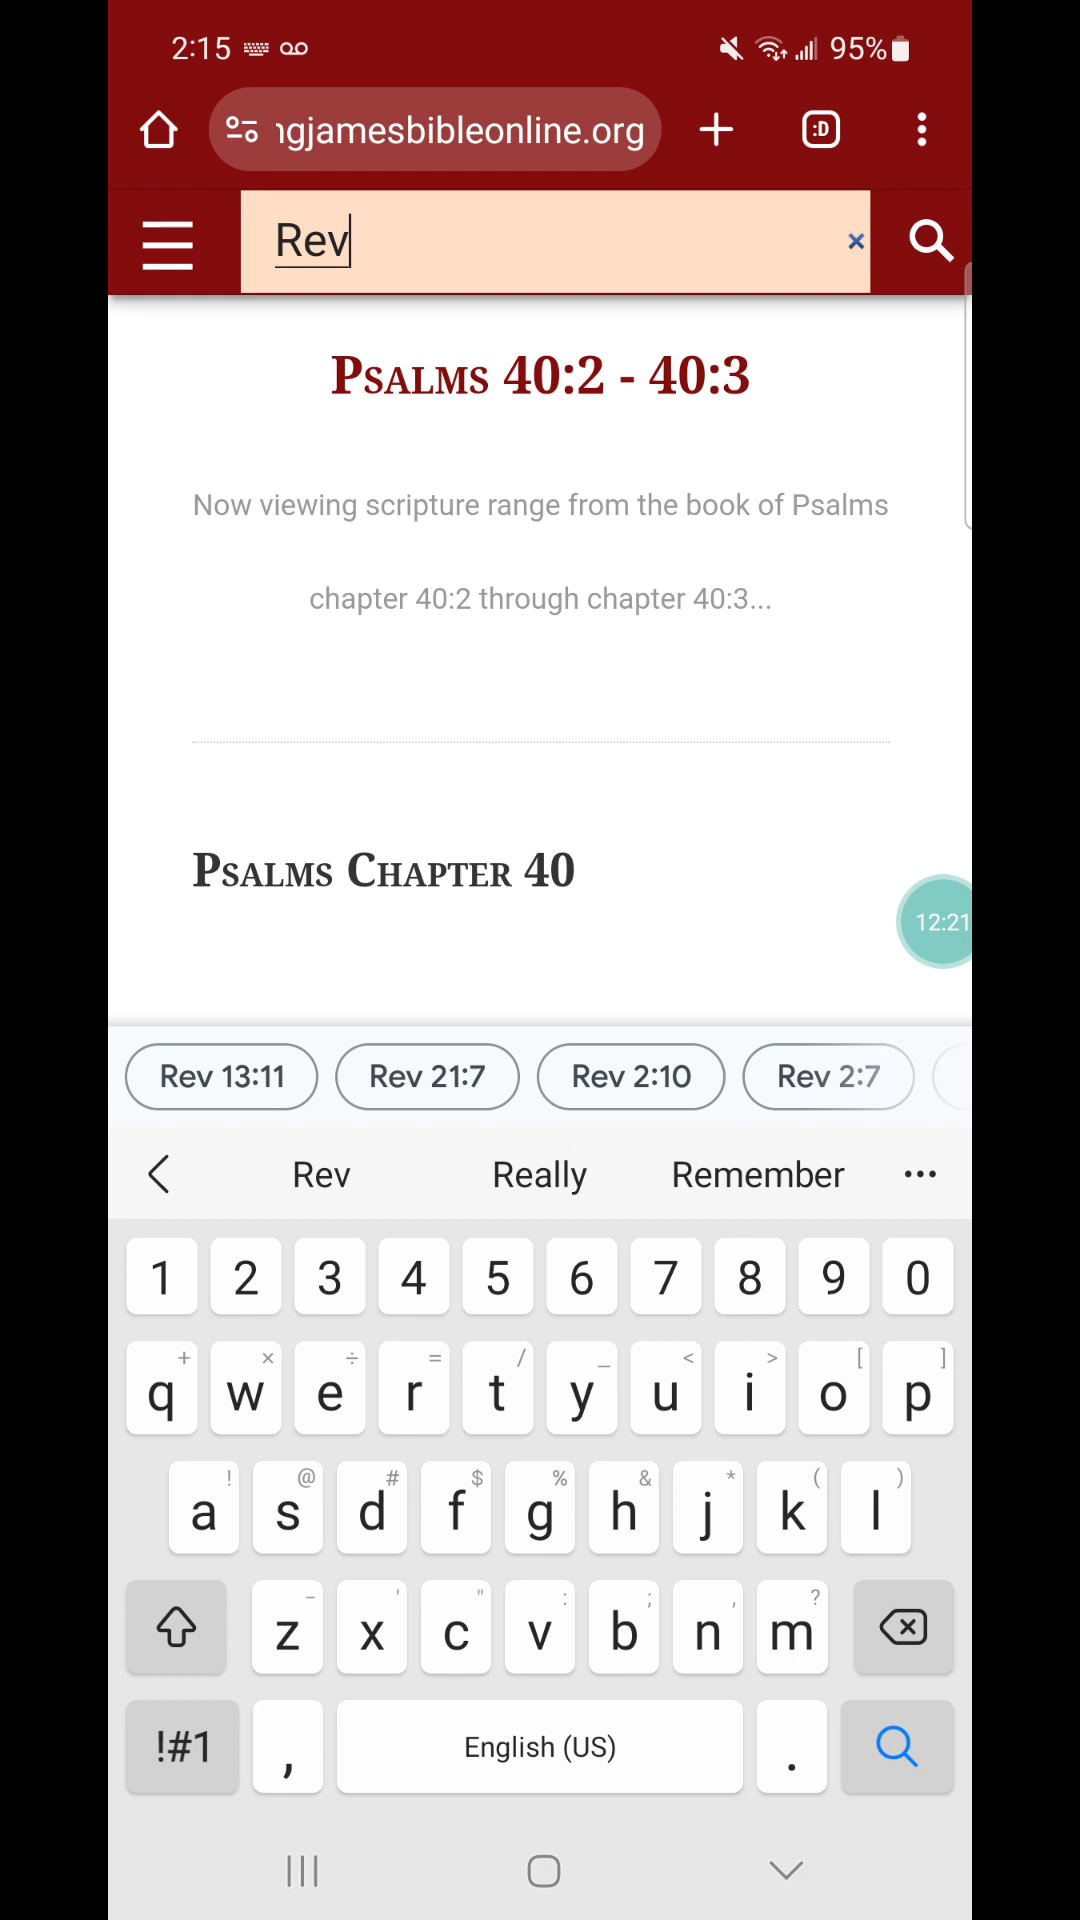 2:15 95%
ngjamesbibleonline.org :D
Rev ×
Psalms 40:2 - 40:3
Now viewing scripture range from the book of Psalms
chapter 40:2 through chapter 40:3...
Psalms Chapter 40
12:21
Rev 13:11 Rev 21:7 Rev 2:10 Rev 2:7
Rev Really Remember ...
1 2 3 4 5 6 7 8 9 0
+ × ÷ = / _ < > [ ]
q w e r t y u i o p
! @ # $ % & * ( )
a s d f g h j k l
- ' " : ; , ?
z x c v b n m
!#1 , English (US) .